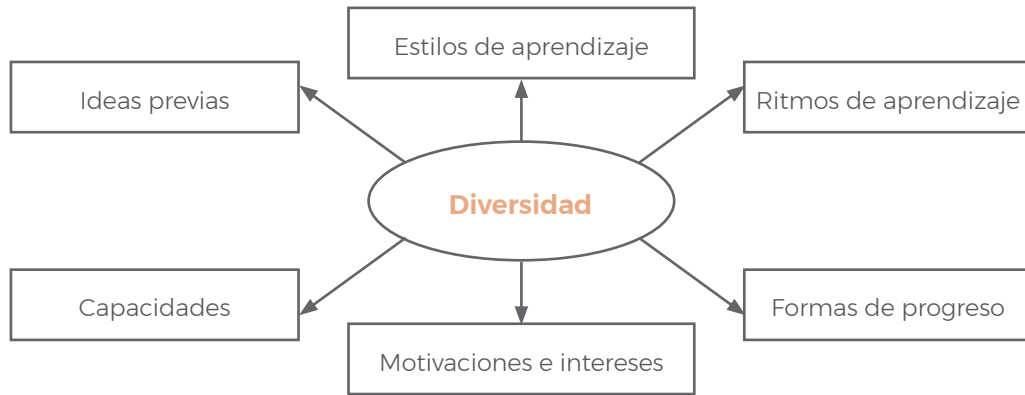 Estilos de aprendizaje
Ideas previas
Ritmos de aprendizaje
Diversidad
Capacidades
Formas de progreso
Motivaciones e intereses